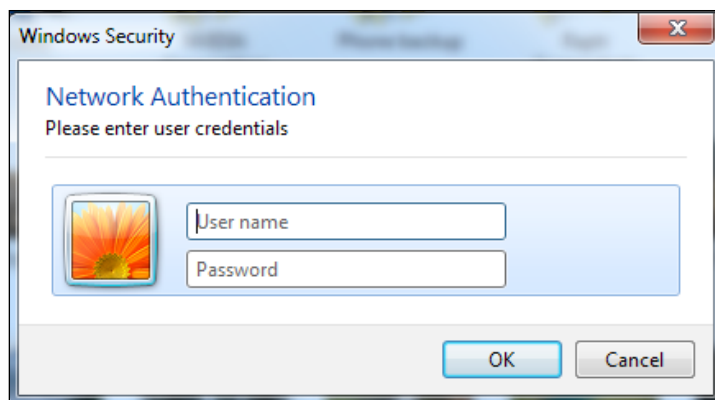 Windows Security
Network Authentication
Please enter user credentials
User name
Password
OK
Cancel